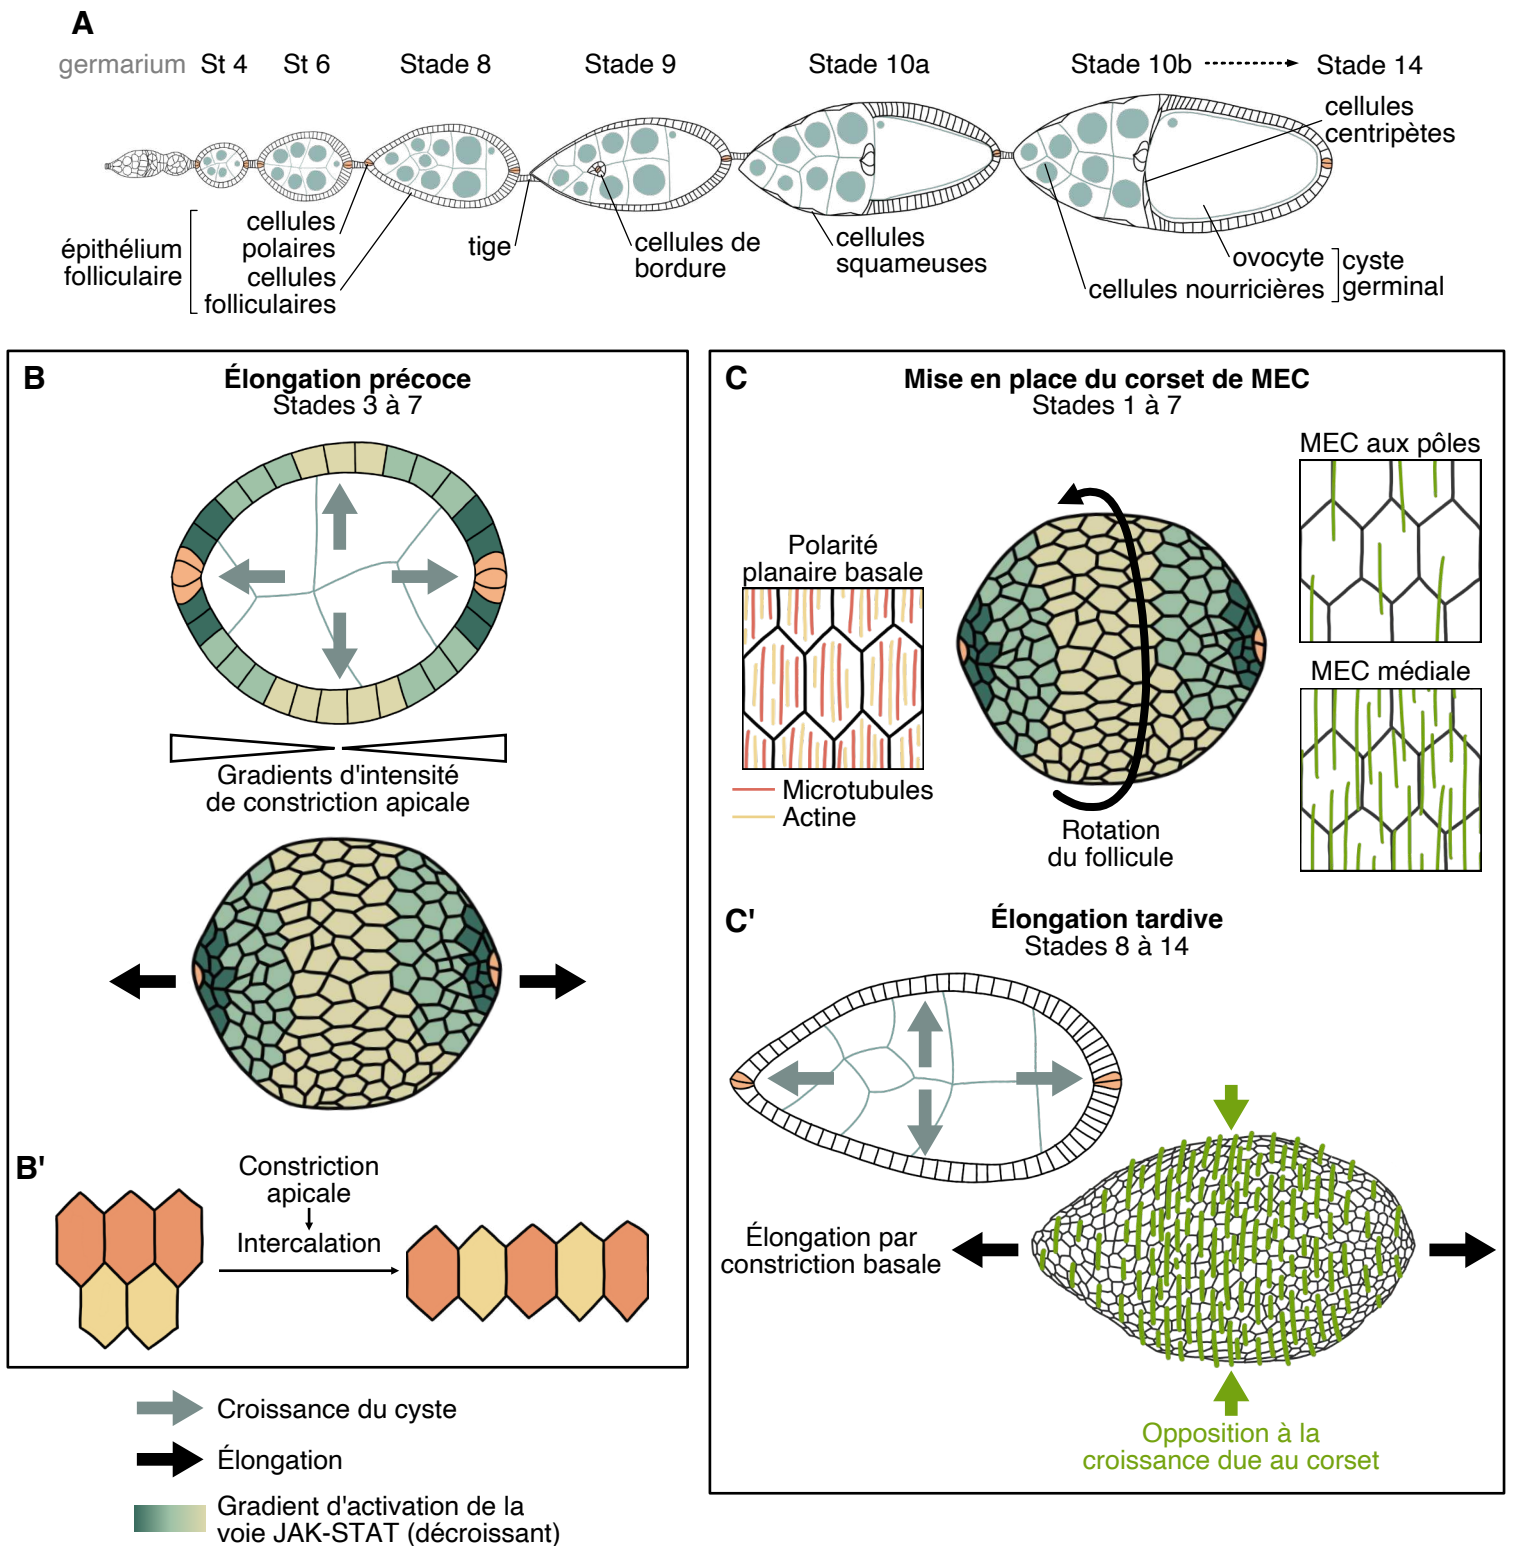 A
germarium St 4 St 6 Stade 8 Stade 9 Stade 10a Stade 10b Stade 14
cellules
centripètes
épithélium
folliculaire
cellules
polaires
cellules
folliculaires
tige
cellules de
bordure
cellules
squameuses
ovocyte
cellules nourricières
cyste
germinal
B
Élongation précoce
Stades 3 à 7
Gradients d'intensité
de constriction apicale
B'
Constriction
apicale
Intercalation
C
Mise en place du corset de MEC
Stades 1 à 7
MEC aux pôles
Polarité
planaire basale
Microtubules
Actine
MEC médiale
Rotation
du follicule
C'
Élongation tardive
Stades 8 à 14
Élongation par
constriction basale
Opposition à la
croissance due au corset
Croissance du cyste
Élongation
Gradient d'activation de la
voie JAK-STAT (décroissant)